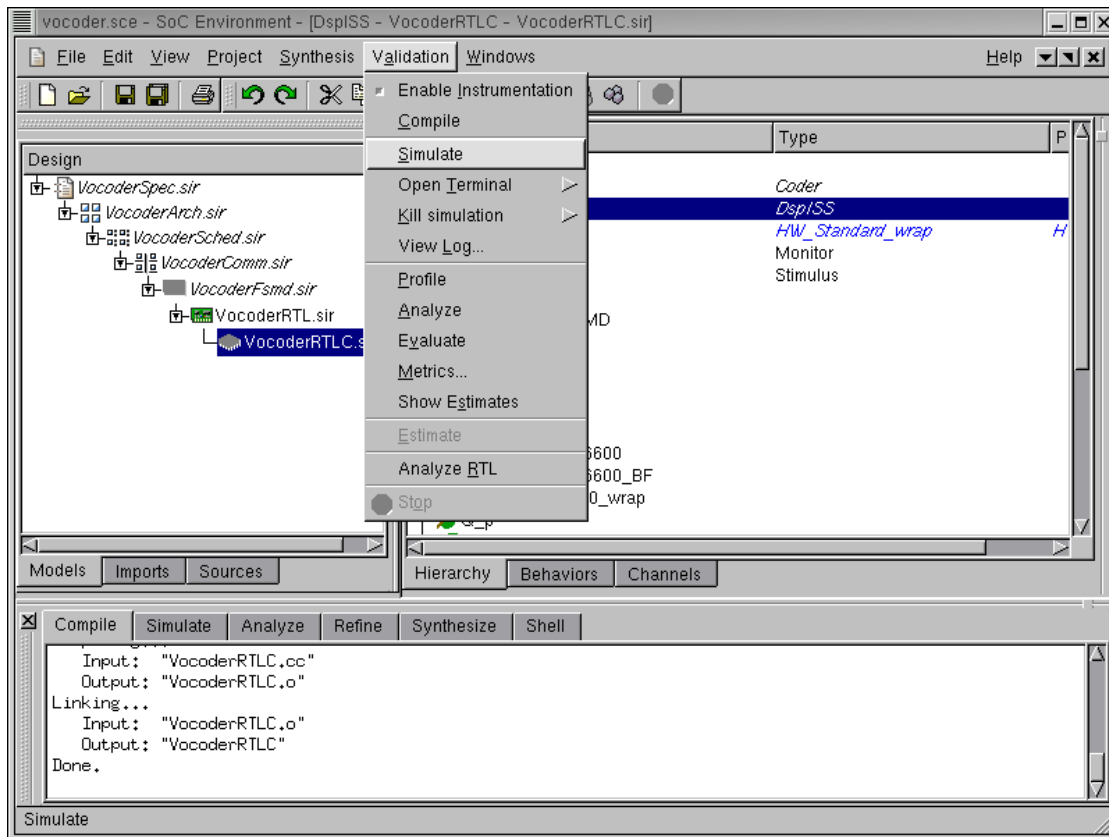 vocoder.sce - SoC Environment - [DspISS - VocoderRTLC - VocoderRTLC.sir]
File Edit View Project Synthesis Validation Windows Help
Enable Instrumentation
Compile
Simulate
Open Terminal
Kill simulation
View Log...
Profile
Analyze
Evaluate
Metrics...
Show Estimates
Estimate
Analyze RTL
Stop
Design
VocoderSpec.sir
VocoderArch.sir
VocoderSched.sir
VocoderComm.sir
VocoderFsmd.sir
VocoderRTL.sir
VocoderRTLC.s
Type P
Coder
DspISS
HW_Standard_wrap H
Monitor
Stimulus
MD
6600
6600_BF
0_wrap
Models Imports Sources
Hierarchy Behaviors Channels
Compile Simulate Analyze Refine Synthesize Shell
Input: "VocoderRTLC.cc"
Output: "VocoderRTLC.o"
Linking...
Input: "VocoderRTLC.o"
Output: "VocoderRTLC"
Done.
Simulate